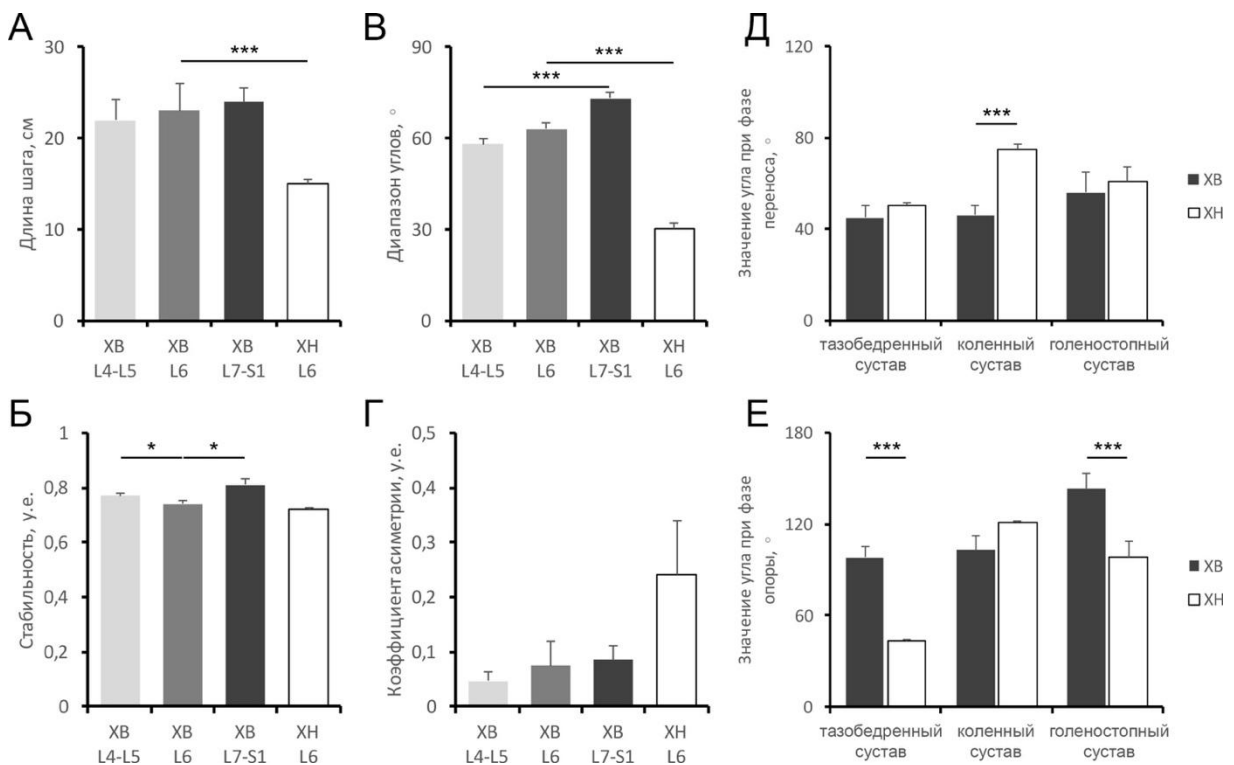 А
30
20
10
0
Длина шага, см
***
ХВ ХВ ХВ ХН
L4-L5 L6 L7-S1 L6
В
90
60
30
0
Диапазон углов, °
***
***
ХВ ХВ ХВ ХН
L4-L5 L6 L7-S1 L6
Д
120
80
40
0
Значение угла при фазе
переноса, °
***
тазобедренный коленный голеностопный
сустав сустав сустав
ХВ
ХН
Б
1
0,8
0,6
0,4
0,2
0
Стабильность, у.е.
* *
ХВ ХВ ХВ ХН
L4-L5 L6 L7-S1 L6
Г
0,5
0,4
0,3
0,2
0,1
0
Коэффициент асиметрии, у.е.
ХВ ХВ ХВ ХН
L4-L5 L6 L7-S1 L6
Е
180
120
60
0
Значение угла при фазе
опоры, °
*** ***
тазобедренный коленный голеностопный
сустав сустав сустав
ХВ
ХН